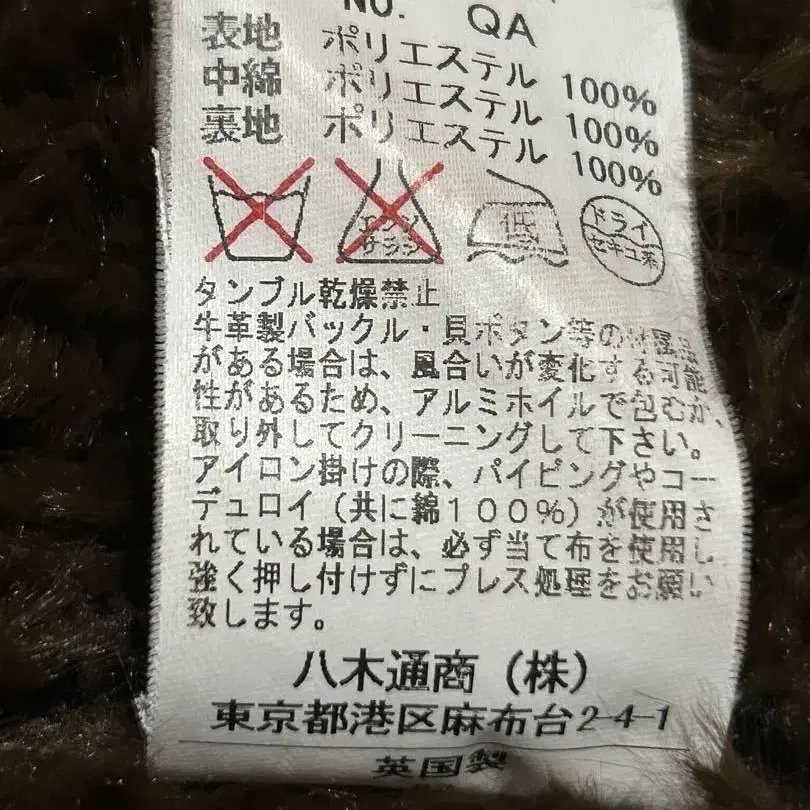 NO. QA
表地 ポリエステル 100%
中綿 ポリエステル 100%
裏地 ポリエステル 100%
エンソ
サラシ
低
ドライ
セキユ系
タンブル乾燥禁止
牛革製バックル・貝ボタン等の付属品
がある場合は、風合いが変化する可能
性があるため、アルミホイルで包むか、
取り外してクリーニングして下さい。
アイロン掛けの際、パイピングやコー
デュロイ(共に綿100%)が使用さ
れている場合は、必ず当て布を使用し
強く押し付けずにプレス処理をお願い
致します。
八木通商(株)
東京都港区麻布台2-4-1
英国製